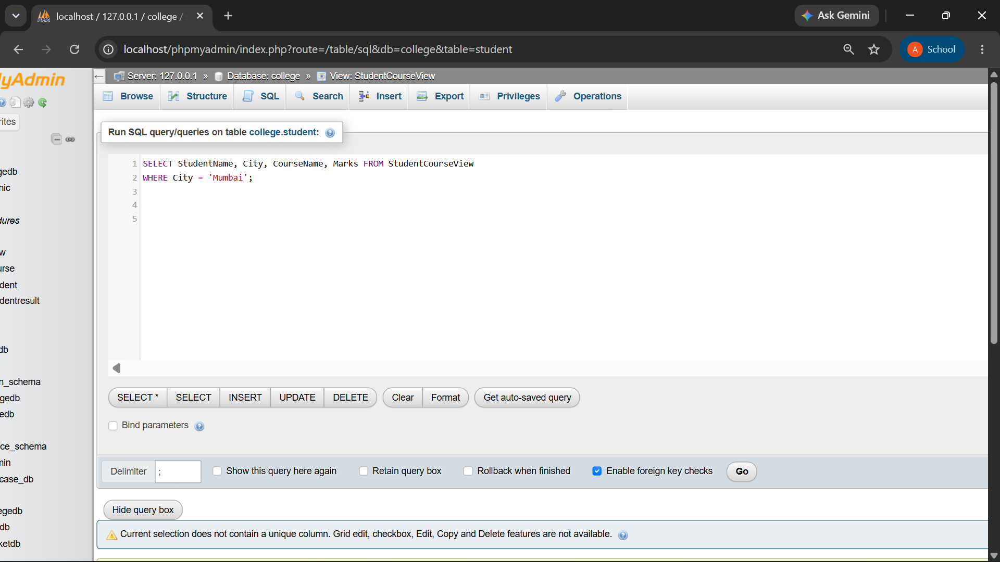 localhost / 127.0.0.1 / college /
Ask Gemini
localhost/phpmyadmin/index.php?route=/table/sql&db=college&table=student
A School
lyAdmin
Server: 127.0.0.1 » Database: college » View: StudentCourseView
Browse Structure SQL Search Insert Export Privileges Operations
rites
Run SQL query/queries on table college.student:
1 SELECT StudentName, City, CourseName, Marks FROM StudentCourseView
2 WHERE City = 'Mumbai';
3
4
5
gedb
nic
dures
w
urse
dent
dentresult
db
n_schema
gedb
edb
ce_schema
min
case_db
egedb
db
ketdb
SELECT * SELECT INSERT UPDATE DELETE Clear Format Get auto-saved query
Bind parameters
Delimiter ; Show this query here again Retain query box Rollback when finished Enable foreign key checks Go
Hide query box
Current selection does not contain a unique column. Grid edit, checkbox, Edit, Copy and Delete features are not available.